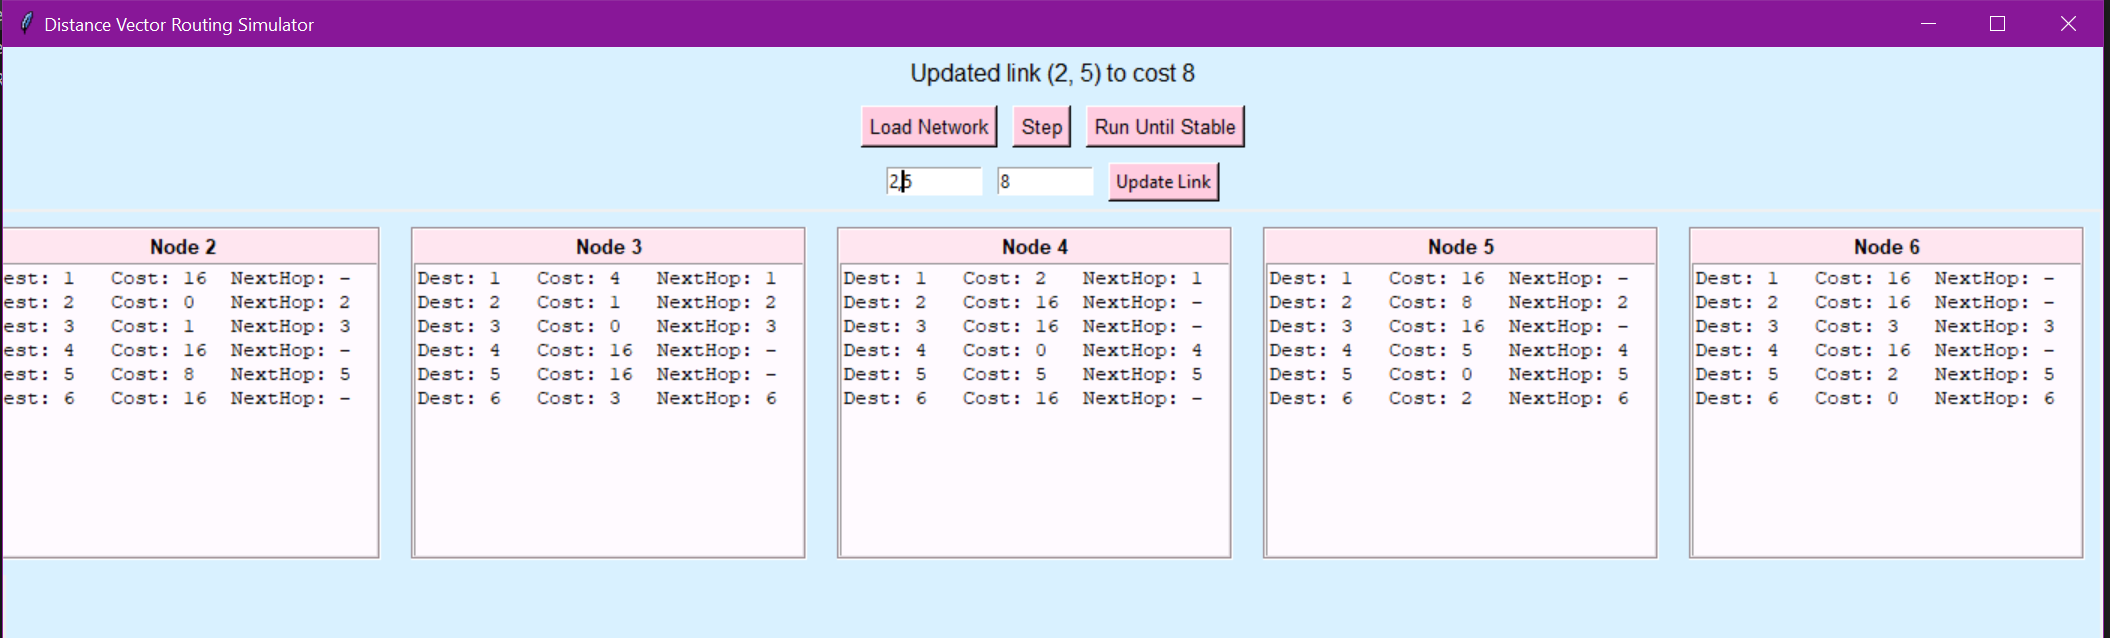 Distance Vector Routing Simulator
Updated link (2, 5) to cost 8
Load Network Step Run Until Stable
2,5 8 Update Link
Node 2
est: 1 Cost: 16 NextHop: -
est: 2 Cost: 0 NextHop: 2
est: 3 Cost: 1 NextHop: 3
est: 4 Cost: 16 NextHop: -
est: 5 Cost: 8 NextHop: 5
est: 6 Cost: 16 NextHop: -
Node 3
Dest: 1 Cost: 4 NextHop: 1
Dest: 2 Cost: 1 NextHop: 2
Dest: 3 Cost: 0 NextHop: 3
Dest: 4 Cost: 16 NextHop: -
Dest: 5 Cost: 16 NextHop: -
Dest: 6 Cost: 3 NextHop: 6
Node 4
Dest: 1 Cost: 2 NextHop: 1
Dest: 2 Cost: 16 NextHop: -
Dest: 3 Cost: 16 NextHop: -
Dest: 4 Cost: 0 NextHop: 4
Dest: 5 Cost: 5 NextHop: 5
Dest: 6 Cost: 16 NextHop: -
Node 5
Dest: 1 Cost: 16 NextHop: -
Dest: 2 Cost: 8 NextHop: 2
Dest: 3 Cost: 16 NextHop: -
Dest: 4 Cost: 5 NextHop: 4
Dest: 5 Cost: 0 NextHop: 5
Dest: 6 Cost: 2 NextHop: 6
Node 6
Dest: 1 Cost: 16 NextHop: -
Dest: 2 Cost: 16 NextHop: -
Dest: 3 Cost: 3 NextHop: 3
Dest: 4 Cost: 16 NextHop: -
Dest: 5 Cost: 2 NextHop: 5
Dest: 6 Cost: 0 NextHop: 6